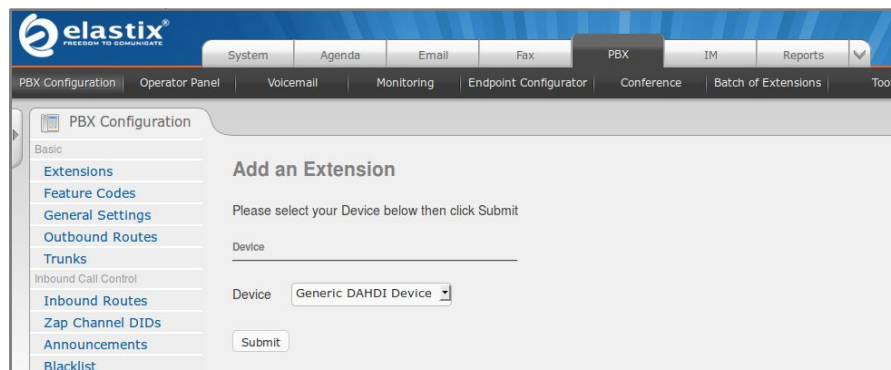 elastix®
FREEDOM TO COMMUNICATE
System Agenda Email Fax PBX IM Reports
PBX Configuration Operator Panel Voicemail Monitoring Endpoint Configurator Conference Batch of Extensions Too
PBX Configuration
Basic
Extensions
Feature Codes
General Settings
Outbound Routes
Trunks
Inbound Call Control
Inbound Routes
Zap Channel DIDs
Announcements
Blacklist
Add an Extension
Please select your Device below then click Submit
Device
Device Generic DAHDI Device
Submit